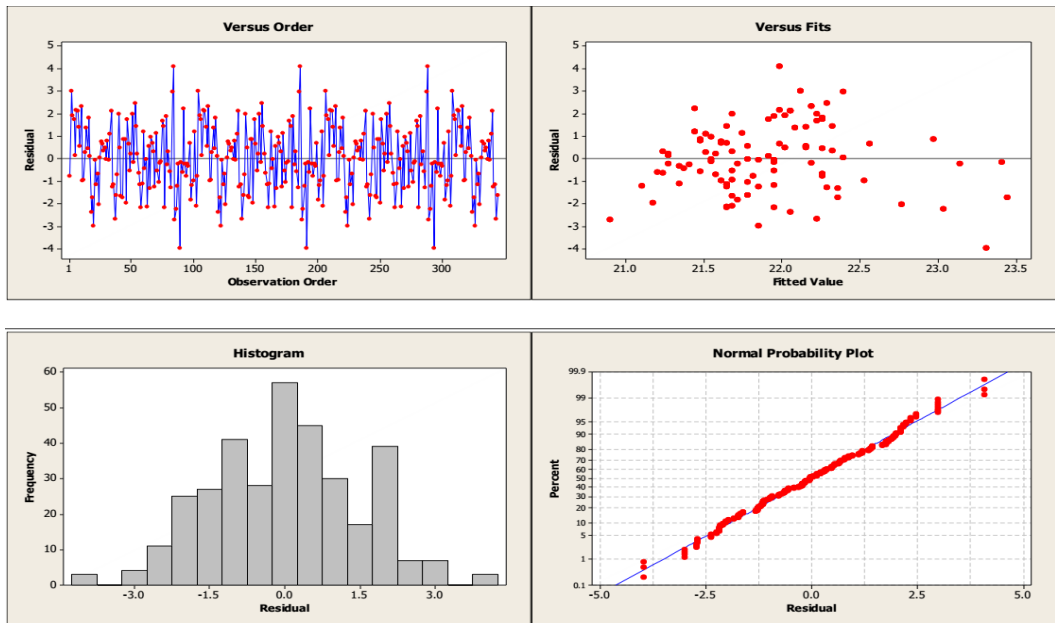 Versus Order
5
4
3
2
1
0
-1
-2
-3
-4
Residual
1 50 100 150 200 250 300
Observation Order
Versus Fits
5
4
3
2
1
0
-1
-2
-3
-4
Residual
21.0 21.5 22.0 22.5 23.0 23.5
Fitted Value
Histogram
60
50
40
30
20
10
0
Frequency
-3.0 -1.5 0.0 1.5 3.0
Residual
Normal Probability Plot
99.9
99
95
90
80
70
60
50
40
30
20
10
5
1
0.1
Percent
-5.0 -2.5 0.0 2.5 5.0
Residual